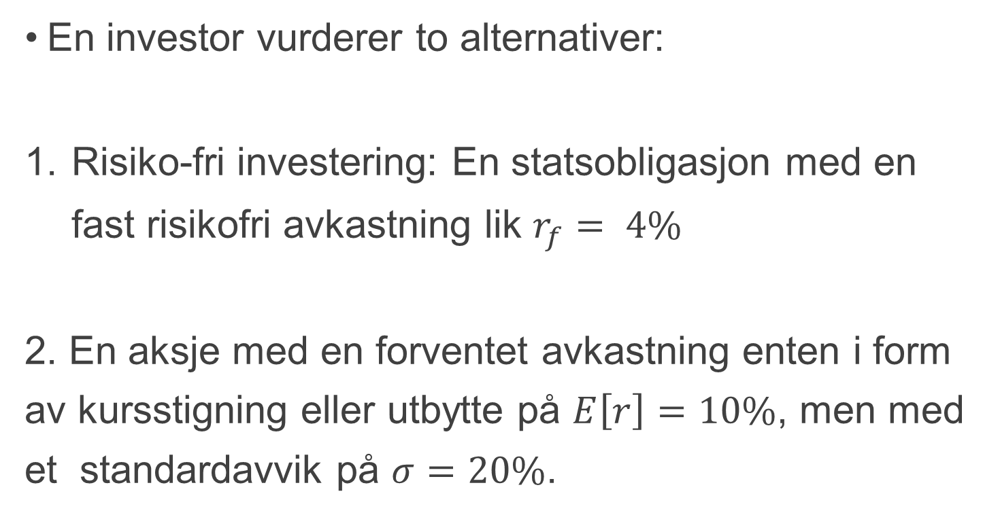 • En investor vurderer to alternativer:
1. Risiko-fri investering: En statsobligasjon med en
fast risikofri avkastning lik r_f = 4%
2. En aksje med en forventet avkastning enten i form
av kursstigning eller utbytte på E[r] = 10%, men med
et standardavvik på σ = 20%.